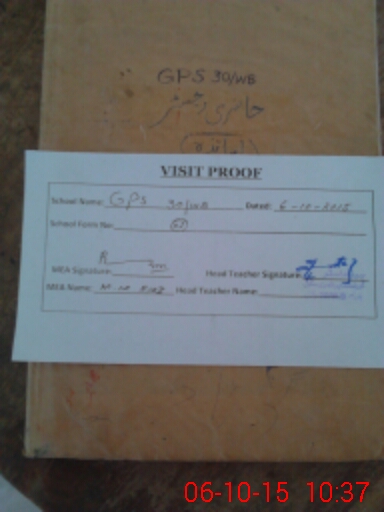 GPS 30/WB
حاضری رجسٹر
VISIT PROOF
School Name: GPS 30/WB Dated: 6-10-2015
School Form No:
MEA Signature: Head Teacher Signature:
MEA Name: Head Teacher Name:
06-10-15 10:37